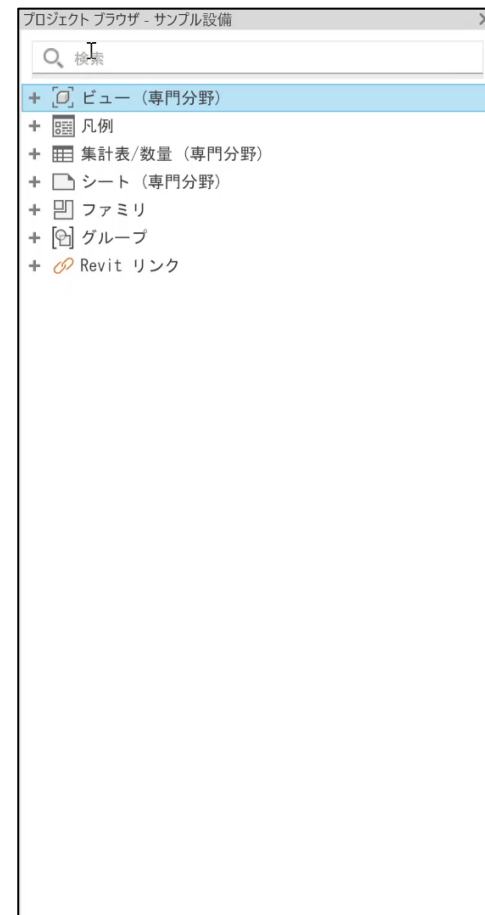 プロジェクト ブラウザ - サンプル設備
検索
ビュー (専門分野)
凡例
集計表/数量 (専門分野)
シート (専門分野)
ファミリ
グループ
Revit リンク